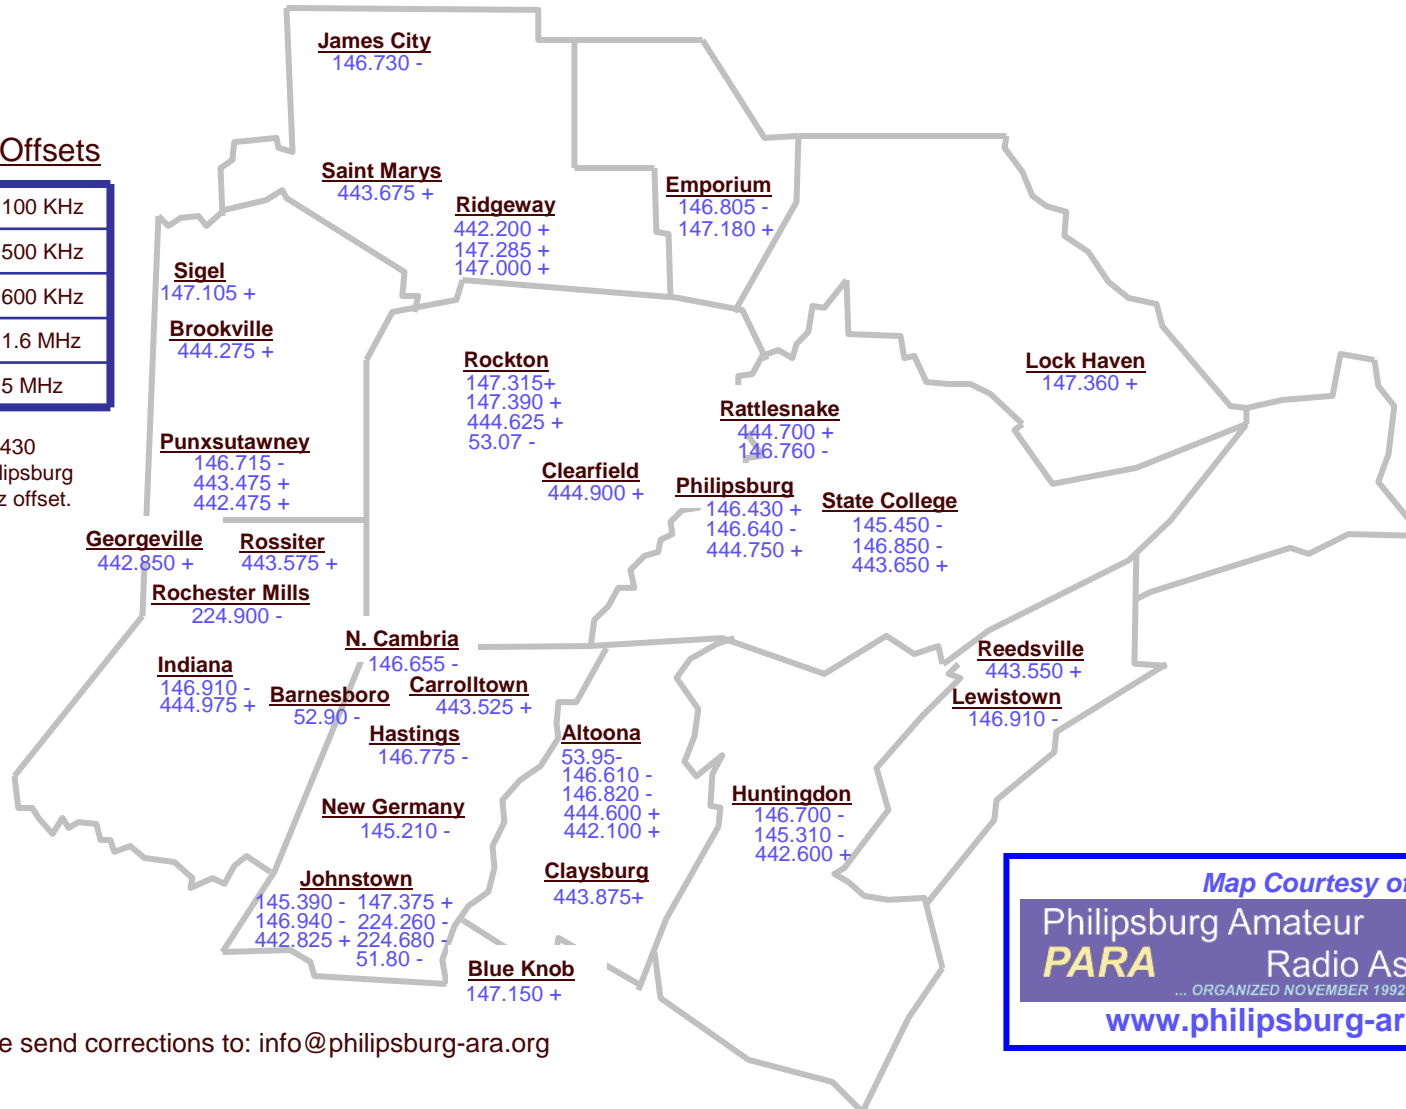 James City
146.730 -
Offsets
100 KHz
500 KHz
600 KHz
1.6 MHz
5 MHz
430
lipsburg
z offset.
Saint Marys
443.675 +
Ridgeway
442.200 +
147.285 +
147.000 +
Emporium
146.805 -
147.180 +
Sigel
147.105 +
Brookville
444.275 +
Rockton
147.315+
147.390 +
444.625 +
53.07 -
Lock Haven
147.360 +
Rattlesnake
444.700 +
146.760 -
Punxsutawney
146.715 -
443.475 +
442.475 +
Clearfield
444.900 +
Philipsburg
146.430 +
146.640 -
444.750 +
State College
145.450 -
146.850 -
443.650 +
Georgeville
442.850 +
Rossiter
443.575 +
Rochester Mills
224.900 -
N. Cambria
146.655 -
Indiana
146.910 -
444.975 +
Barnesboro
52.90 -
Carrolltown
443.525 +
Hastings
146.775 -
Reedsville
443.550 +
Lewistown
146.910 -
Altoona
53.95-
146.610 -
146.820 -
444.600 +
442.100 +
New Germany
145.210 -
Huntingdon
146.700 -
145.310 -
442.600 +
Claysburg
443.875+
Johnstown
145.390 - 147.375 +
146.940 - 224.260 -
442.825 + 224.680 -
51.80 -
Blue Knob
147.150 +
Map Courtesy of
Philipsburg Amateur
PARA Radio As
... ORGANIZED NOVEMBER 1992
www.philipsburg-ar
e send corrections to: info@philipsburg-ara.org